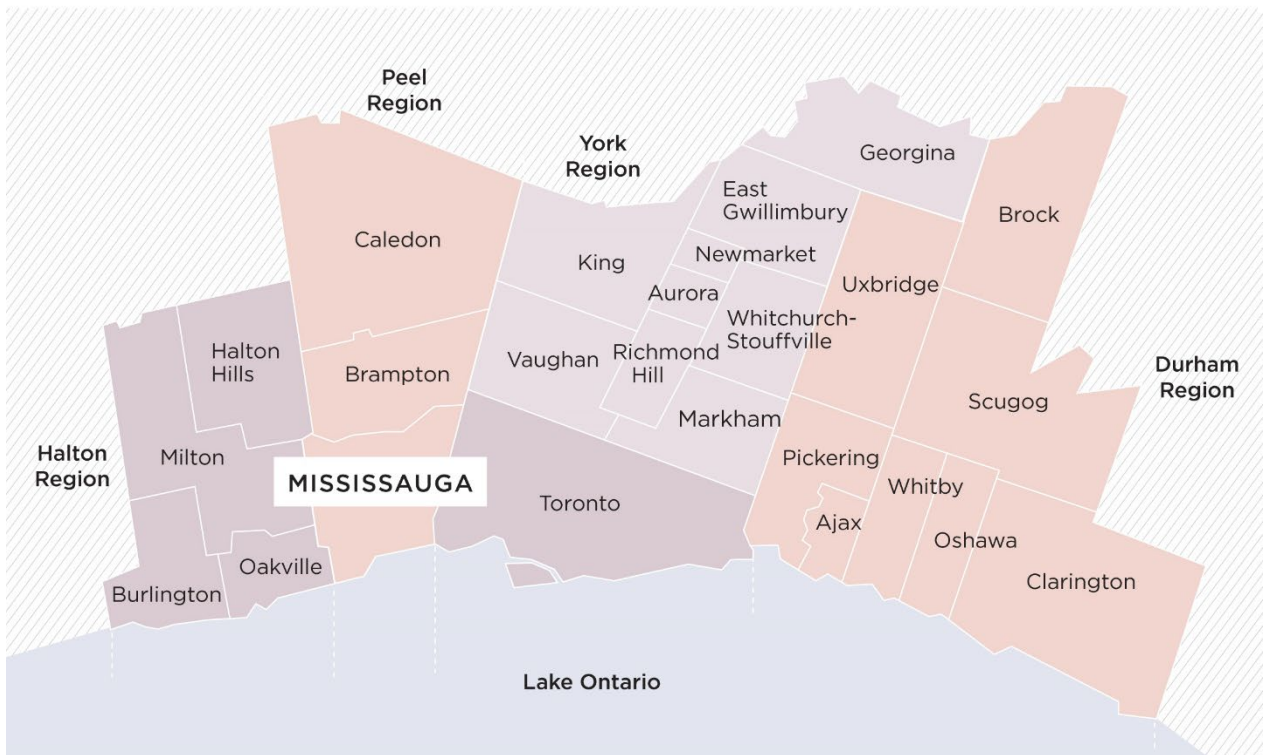 Peel
Region
York
Region
Georgina
East
Gwillimbury
Brock
Caledon
King
Newmarket
Uxbridge
Aurora
Whitchurch-
Stouffville
Halton
Hills
Vaughan
Richmond
Hill
Brampton
Durham
Region
Scugog
Markham
Halton
Region
Milton
MISSISSAUGA
Pickering
Whitby
Toronto
Ajax
Oshawa
Oakville
Burlington
Clarington
Lake Ontario